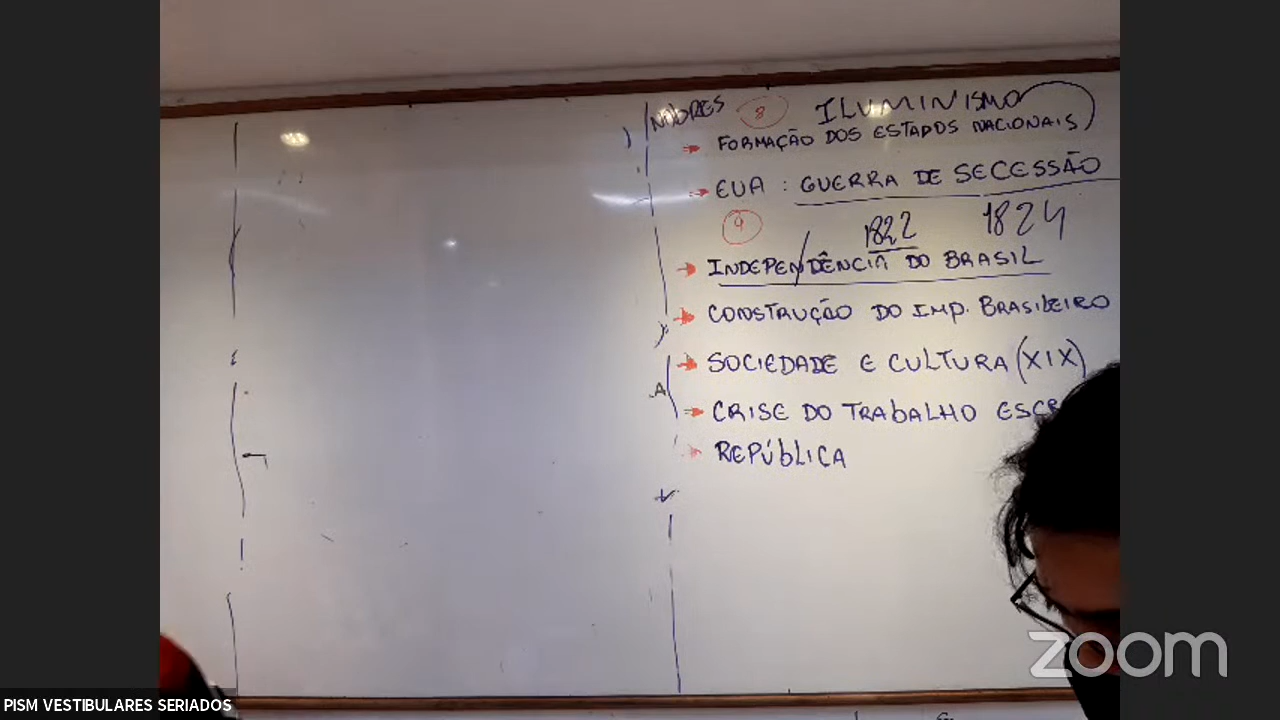 NOBRES 8 ILUMINISMO
→ FORMAÇÃO DOS ESTADOS NACIONAIS
→ EUA : GUERRA DE SECESSÃO
9 1822 1824
→ INDEPENDÊNCIA DO BRASIL
→ CONSTRUÇÃO DO IMP. BRASILEIRO
→ SOCIEDADE E CULTURA (XIX)
A
→ CRISE DO TRABALHO ESCR
→ REPÚBLICA
zoom
PISM VESTIBULARES SERIADOS